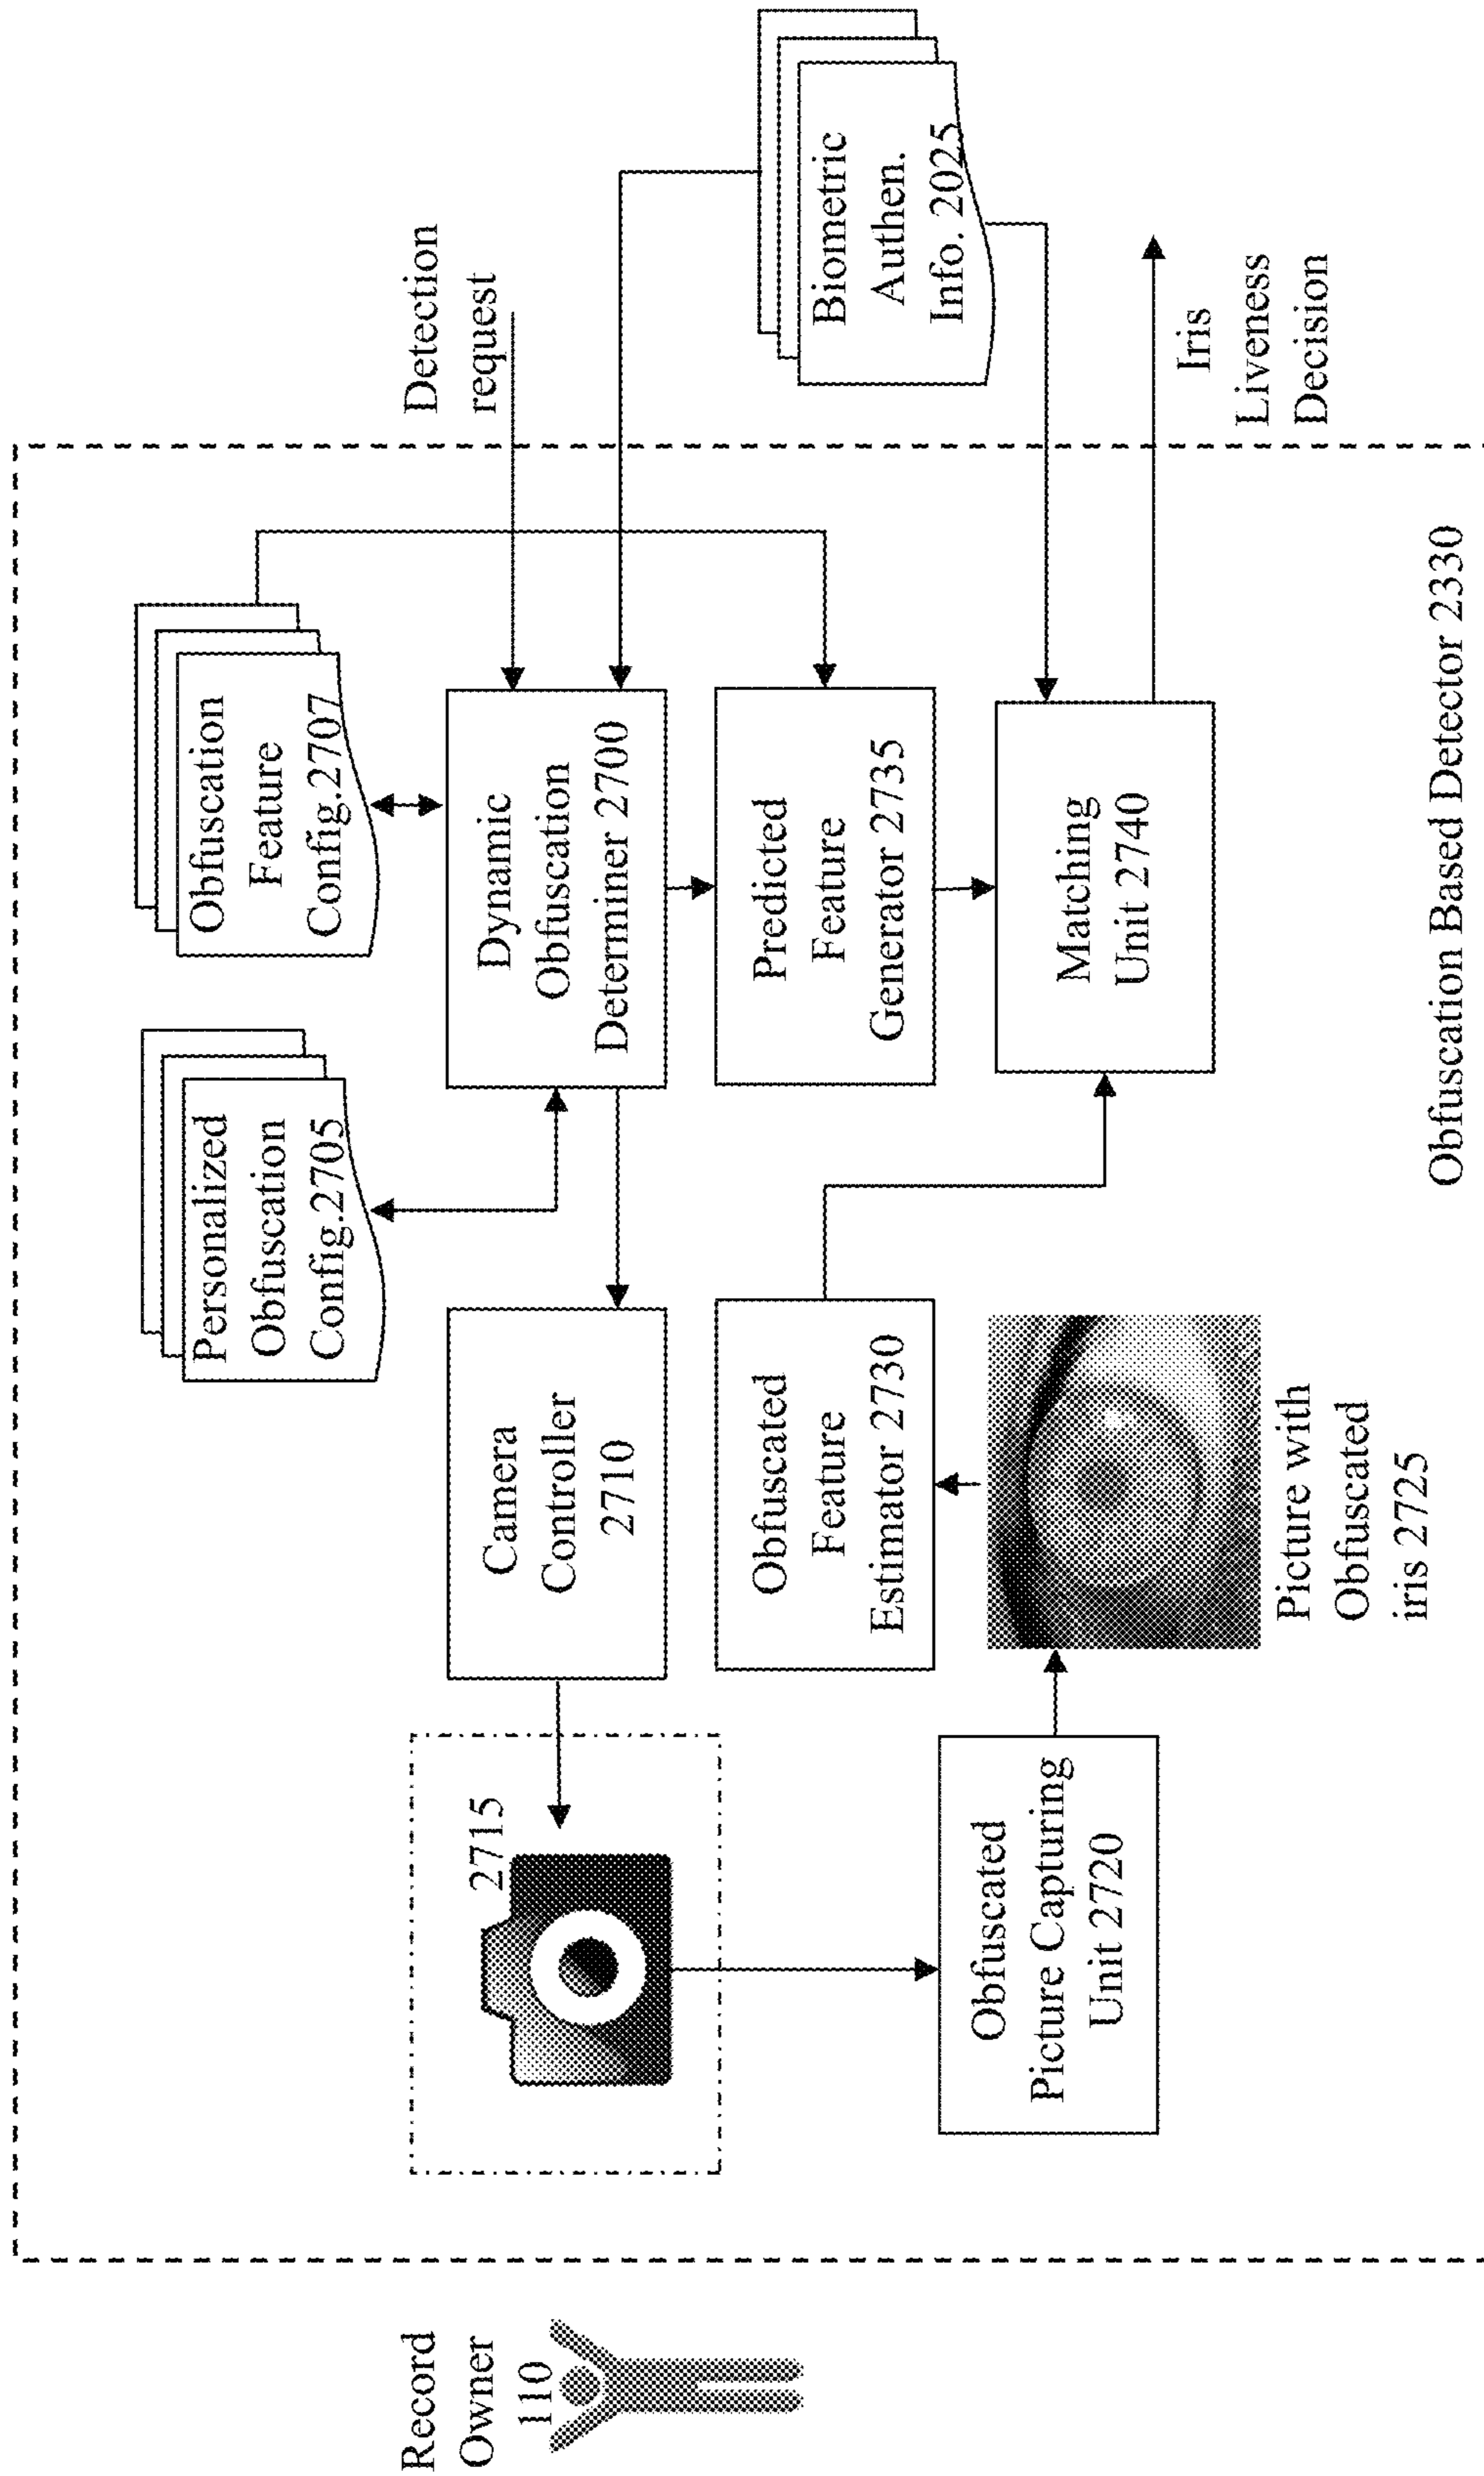 Record
Owner
110
2715
Camera
Controller
2710
Personalized
Obfuscation
Config.2705
Obfuscation
Feature
Config.2707
Dynamic
Obfuscation
Determiner 2700
Detection
request
Obfuscated
Picture Capturing
Unit 2720
Picture with
Obfuscated
iris 2725
Obfuscated
Feature
Estimator 2730
Predicted
Feature
Generator 2735
Matching
Unit 2740
Biometric
Authen.
Info. 2025
Iris
Liveness
Decision
Obfuscation Based Detector 2330